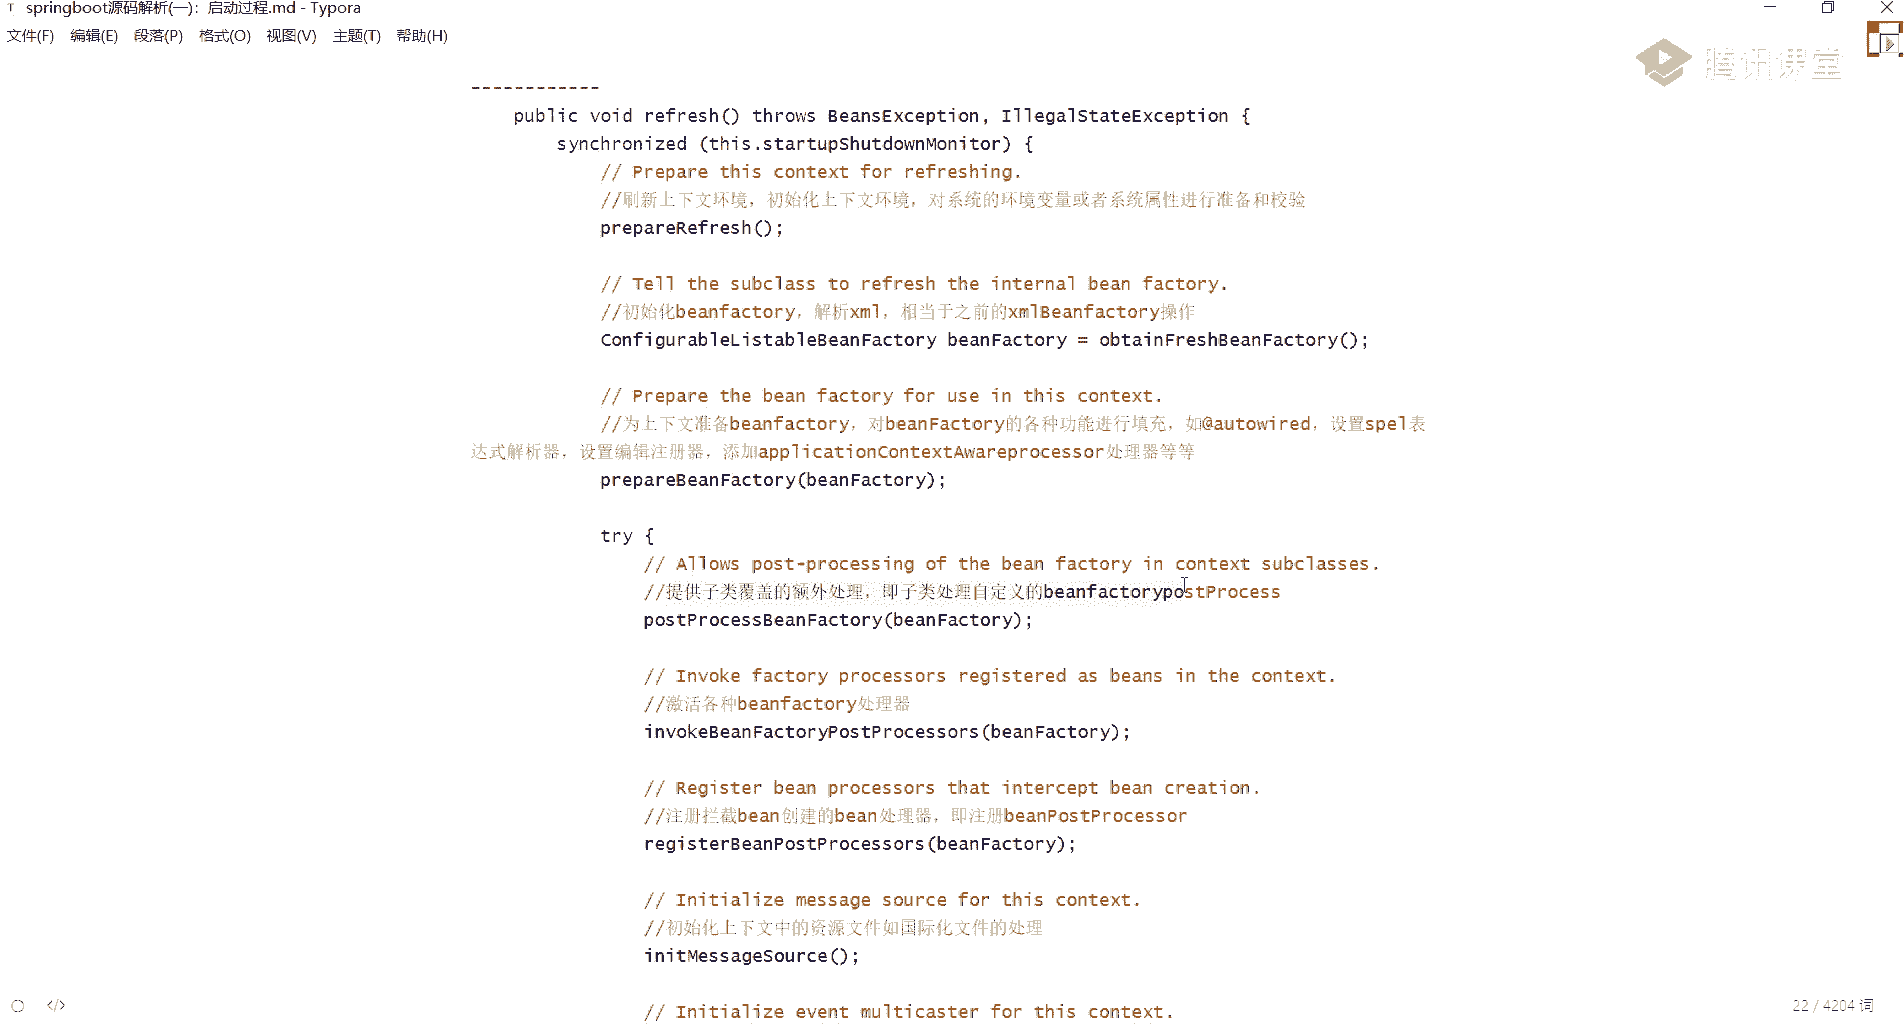 T springboot源码解析(一)：启动过程.md - Typora
文件(F) 编辑(E) 段落(P) 格式(O) 视图(V) 主题(T) 帮助(H)
腾讯课堂
------------
public void refresh() throws BeansException, IllegalStateException {
synchronized (this.startupShutdownMonitor) {
// Prepare this context for refreshing.
//刷新上下文环境，初始化上下文环境，对系统的环境变量或者系统属性进行准备和校验
prepareRefresh();
// Tell the subclass to refresh the internal bean factory.
//初始化beanfactory，解析xml，相当于之前的xmlBeanfactory操作
ConfigurableListableBeanFactory beanFactory = obtainFreshBeanFactory();
// Prepare the bean factory for use in this context.
//为上下文准备beanfactory，对beanFactory的各种功能进行填充，如@autowired，设置spel表
达式解析器，设置编辑注册器，添加applicationContextAwareprocessor处理器等等
prepareBeanFactory(beanFactory);
try {
// Allows post-processing of the bean factory in context subclasses.
//提供子类覆盖的额外处理，即子类处理自定义的beanfactorypostProcess
postProcessBeanFactory(beanFactory);
// Invoke factory processors registered as beans in the context.
//激活各种beanfactory处理器
invokeBeanFactoryPostProcessors(beanFactory);
// Register bean processors that intercept bean creation.
//注册拦截bean创建的bean处理器，即注册beanPostProcessor
registerBeanPostProcessors(beanFactory);
// Initialize message source for this context.
//初始化上下文中的资源文件如国际化文件的处理
initMessageSource();
// Initialize event multicaster for this context.
</> 22 / 4204 词